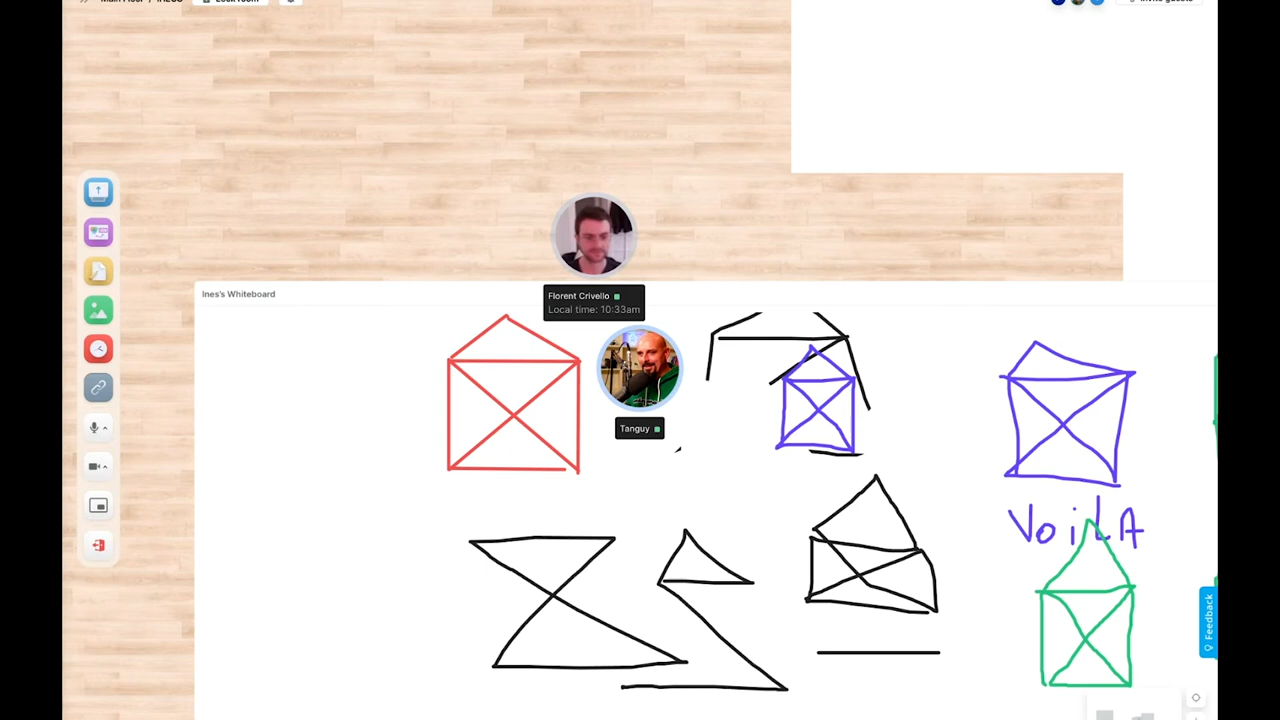 Ines's Whiteboard
Florent Crivello
Local time: 10:33am
Tanguy
VoiLA
Feedback